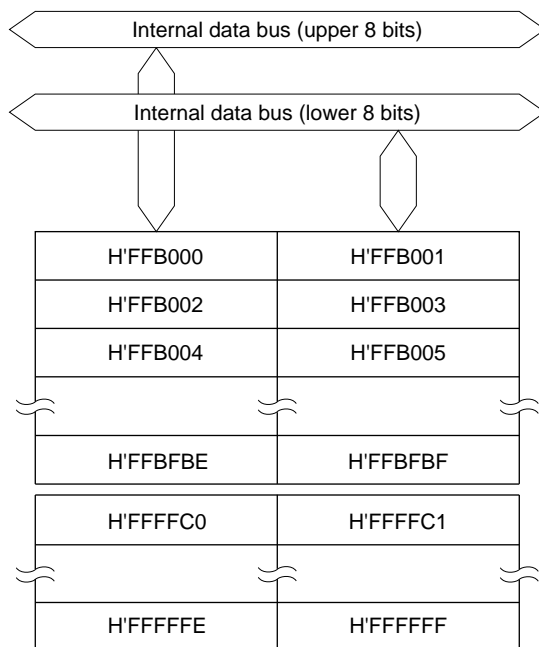 Internal data bus (upper 8 bits)
Internal data bus (lower 8 bits)
H'FFB000 H'FFB001
H'FFB002 H'FFB003
H'FFB004 H'FFB005
H'FFBFBE H'FFBFBF
H'FFFFC0 H'FFFFC1
H'FFFFFE H'FFFFFF